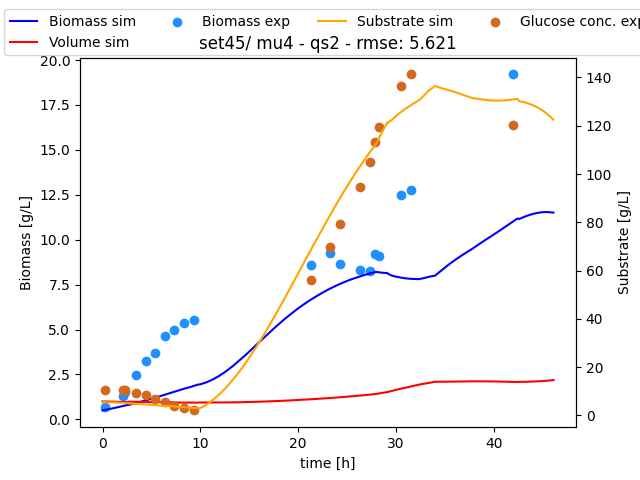 Biomass sim
Biomass exp
Substrate sim
Glucose conc. exp
Volume sim
set45/ mu4 - qs2 - rmse: 5.621
20.0
17.5
15.0
12.5
10.0
7.5
5.0
2.5
0.0
Biomass [g/L]
140
120
100
80
60
40
20
0
Substrate [g/L]
0
10
20
30
40
time [h]